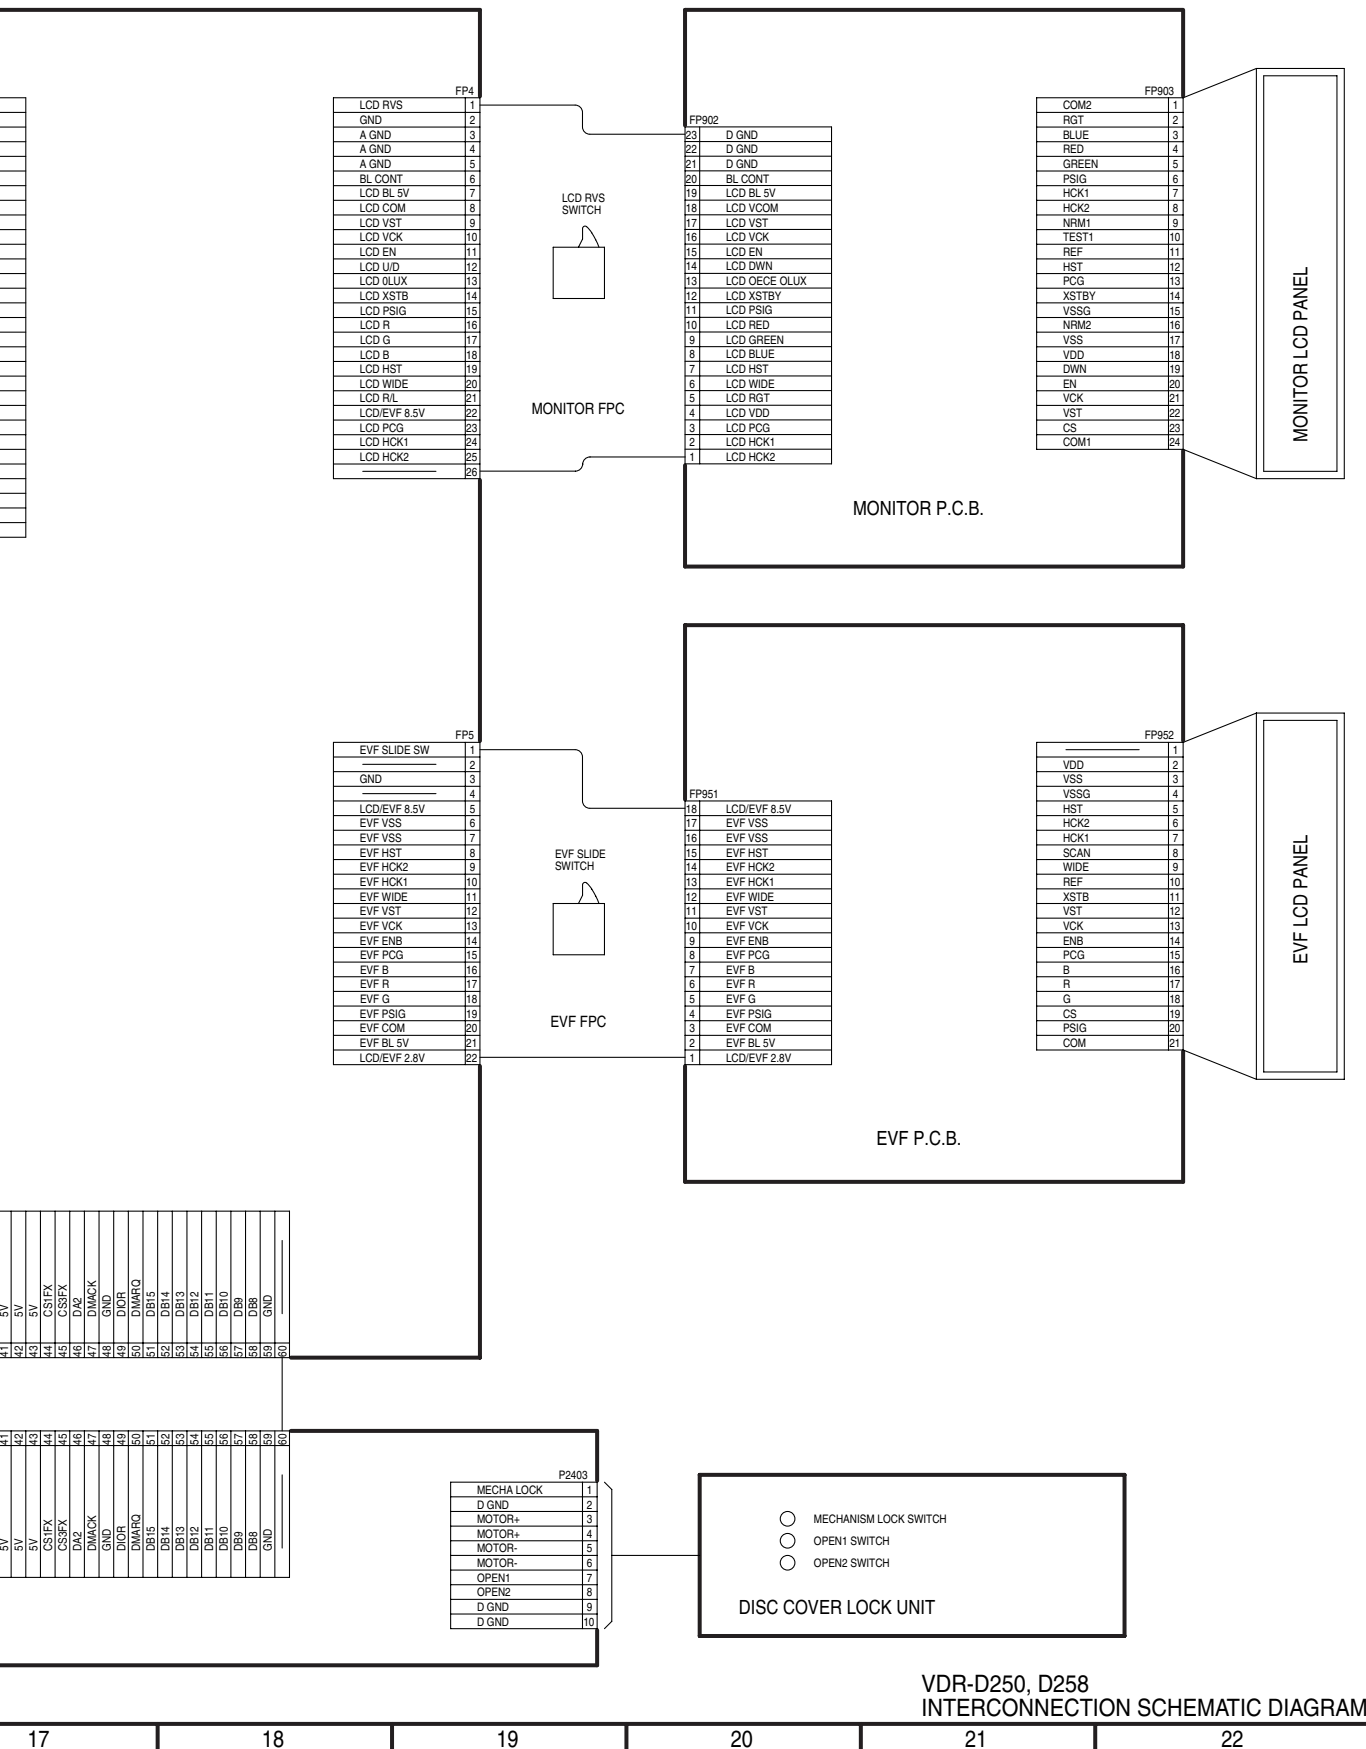 FP4
LCD RVS 1
GND 2
A GND 3
A GND 4
A GND 5
BL CONT 6
LCD BL 5V 7
LCD COM 8
LCD VST 9
LCD VCK 10
LCD EN 11
LCD U/D 12
LCD 0LUX 13
LCD XSTB 14
LCD PSIG 15
LCD R 16
LCD G 17
LCD B 18
LCD HST 19
LCD WIDE 20
LCD R/L 21
LCD/EVF 8.5V 22
LCD PCG 23
LCD HCK1 24
LCD HCK2 25
26
LCD RVS
SWITCH
MONITOR FPC
FP902
23 D GND
22 D GND
21 D GND
20 BL CONT
19 LCD BL 5V
18 LCD VCOM
17 LCD VST
16 LCD VCK
15 LCD EN
14 LCD DWN
13 LCD OECE OLUX
12 LCD XSTBY
11 LCD PSIG
10 LCD RED
9 LCD GREEN
8 LCD BLUE
7 LCD HST
6 LCD WIDE
5 LCD RGT
4 LCD VDD
3 LCD PCG
2 LCD HCK1
1 LCD HCK2
MONITOR P.C.B.
FP903
COM2 1
RGT 2
BLUE 3
RED 4
GREEN 5
PSIG 6
HCK1 7
HCK2 8
NRM1 9
TEST1 10
REF 11
HST 12
PCG 13
XSTBY 14
VSSG 15
NRM2 16
VSS 17
VDD 18
DWN 19
EN 20
VCK 21
VST 22
CS 23
COM1 24
MONITOR LCD PANEL
FP5
EVF SLIDE SW 1
2
GND 3
4
LCD/EVF 8.5V 5
EVF VSS 6
EVF VSS 7
EVF HST 8
EVF HCK2 9
EVF HCK1 10
EVF WIDE 11
EVF VST 12
EVF VCK 13
EVF ENB 14
EVF PCG 15
EVF B 16
EVF R 17
EVF G 18
EVF PSIG 19
EVF COM 20
EVF BL 5V 21
LCD/EVF 2.8V 22
EVF SLIDE
SWITCH
EVF FPC
FP951
18 LCD/EVF 8.5V
17 EVF VSS
16 EVF VSS
15 EVF HST
14 EVF HCK2
13 EVF HCK1
12 EVF WIDE
11 EVF VST
10 EVF VCK
9 EVF ENB
8 EVF PCG
7 EVF B
6 EVF R
5 EVF G
4 EVF PSIG
3 EVF COM
2 EVF BL 5V
1 LCD/EVF 2.8V
EVF P.C.B.
FP952
1
VDD 2
VSS 3
VSSG 4
HST 5
HCK2 6
HCK1 7
SCAN 8
WIDE 9
REF 10
XSTB 11
VST 12
VCK 13
ENB 14
PCG 15
B 16
R 17
G 18
CS 19
PSIG 20
COM 21
EVF LCD PANEL
5V 41
5V 42
5V 43
CS1FX 44
CS3FX 45
DA2 46
DMACK 47
GND 48
DIOR 49
DMARQ 50
DB15 51
DB14 52
DB13 53
DB12 54
DB11 55
DB10 56
DB9 57
DB8 58
GND 59
60
41 5V
42 5V
43 5V
44 CS1FX
45 CS3FX
46 DA2
47 DMACK
48 GND
49 DIOR
50 DMARQ
51 DB15
52 DB14
53 DB13
54 DB12
55 DB11
56 DB10
57 DB9
58 DB8
59 GND
60
P2403
MECHA LOCK 1
D GND 2
MOTOR+ 3
MOTOR+ 4
MOTOR- 5
MOTOR- 6
OPEN1 7
OPEN2 8
D GND 9
D GND 10
MECHANISM LOCK SWITCH
OPEN1 SWITCH
OPEN2 SWITCH
DISC COVER LOCK UNIT
VDR-D250, D258
INTERCONNECTION SCHEMATIC DIAGRAM
17 18 19 20 21 22